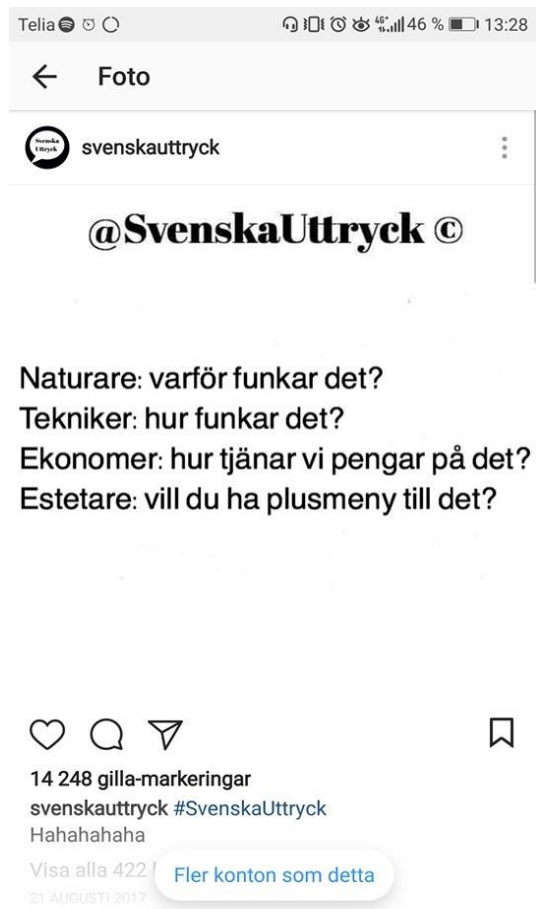 Telia 46 % 13:28
Foto
Svenska
Uttryck
svenskauttryck
@SvenskaUttryck ©
Naturare: varför funkar det?
Tekniker: hur funkar det?
Ekonomer: hur tjänar vi pengar på det?
Estetare: vill du ha plusmeny till det?
14 248 gilla-markeringar
svenskauttryck #SvenskaUttryck
Hahahahaha
Visa alla 422
Fler konton som detta
21 AUGUSTI 2017